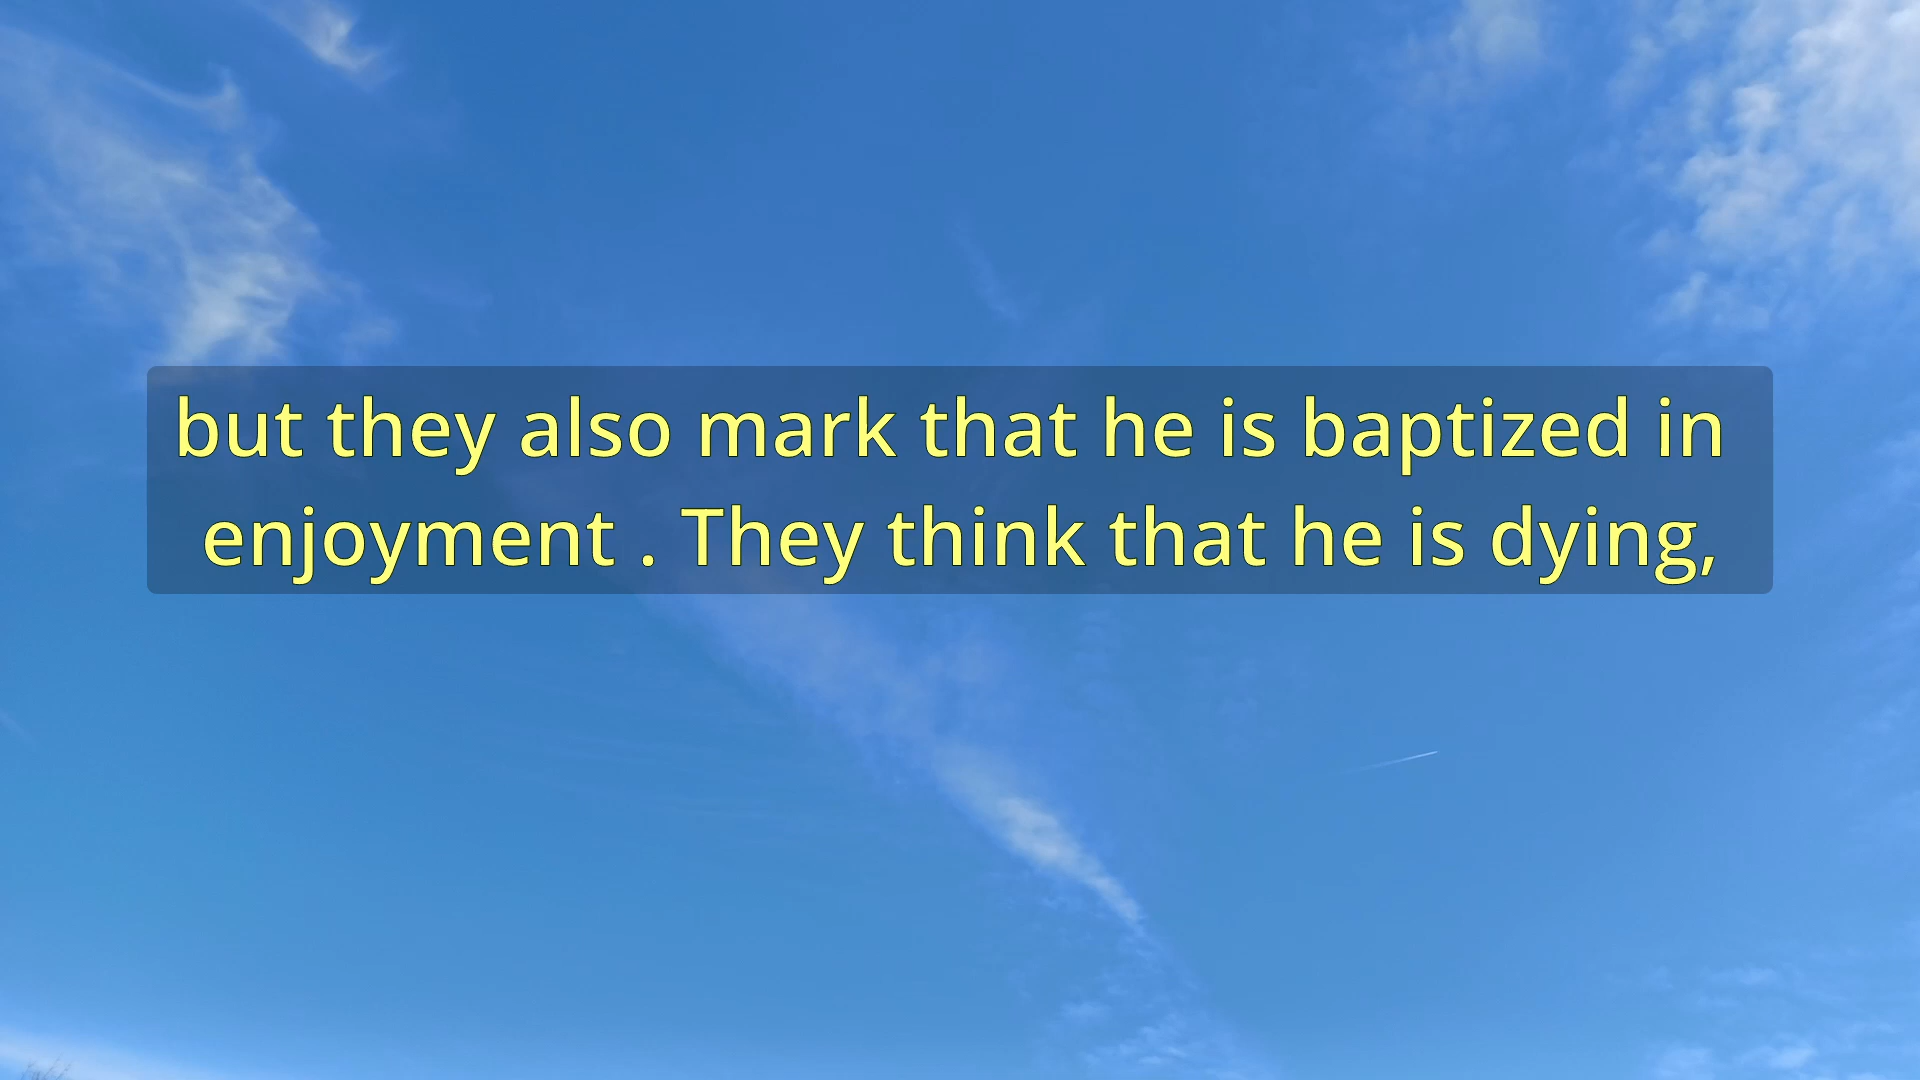 but they also mark that he is baptized in
enjoyment . They think that he is dying,